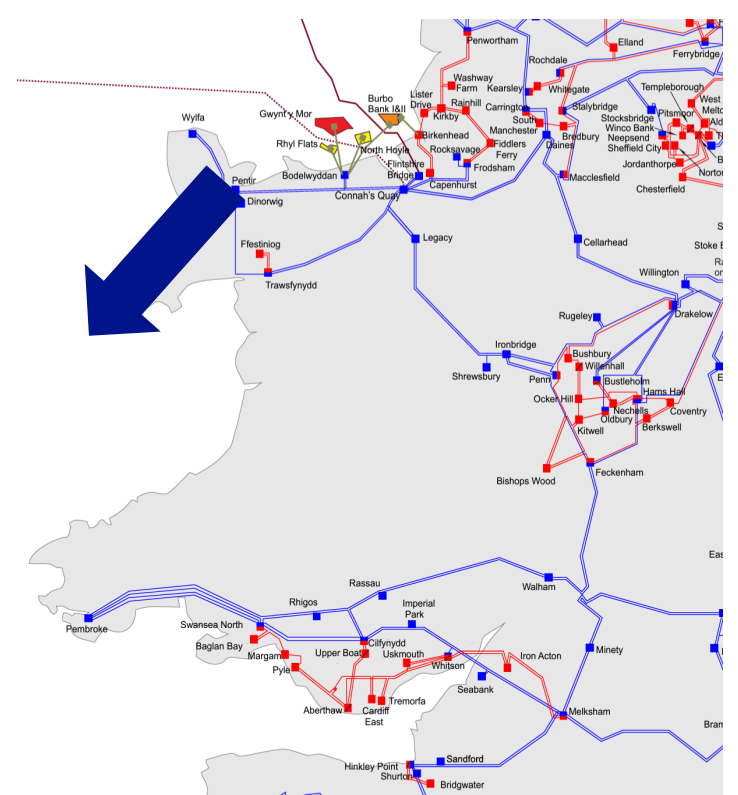 Penwortham
Elland
Ferrybridge
Rochdale
Washway
Farm
Kearsley
Whitegate
Templeborough
West
Melto
Burbo
Bank I&II
Lister
Drive
Rainhill
Carrington
Stalybridge
Stocksbridge
Pitsmoor
Ald
Gwynt y Mor
Kirkby
South
Manchester
Winco Bank
Neepsend
Wylfa
Birkenhead
Bredbury
Daines
Sheffield City
Rhyl Flats
North Hoyle
Rocksavage
Fiddlers
Ferry
Jordanthorpe
Norton
Flintshire
Bridge
Frodsham
Macclesfield
Chesterfield
Pentir
Bodelwyddan
Connah's Quay
Capenhurst
Dinorwig
Legacy
Cellarhead
Stoke B
Ffestiniog
Willington
Ra
on
Trawsfynydd
Rugeley
Drakelow
Ironbridge
Bushbury
Willenhall
Shrewsbury
Penn
Bustleholm
Hams Hall
Ocker Hill
Nechells
Coventry
Oldbury
Berkswell
Kitwell
Feckenham
Bishops Wood
Eas
Rassau
Walham
Rhigos
Imperial
Park
Pembroke
Swansea North
Cilfynydd
Baglan Bay
Margam
Upper Boat
Uskmouth
Whitson
Iron Acton
Minety
Pyle
Seabank
Aberthaw
Cardiff
East
Tremorfa
Melksham
Bram
Hinkley Point
Sandford
Shurton
Bridgwater